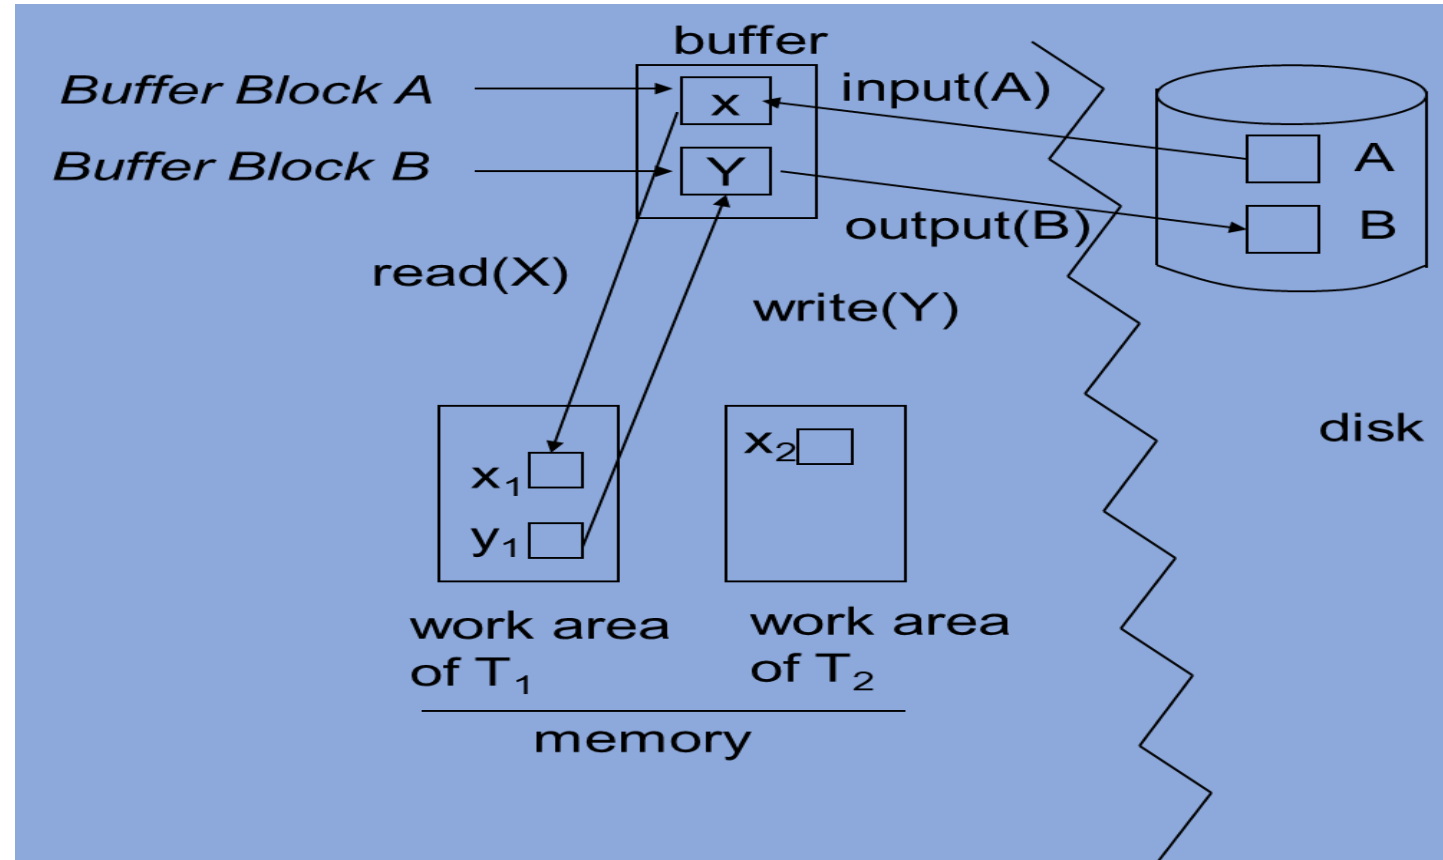 buffer
Buffer Block A
x
input(A)
A
Buffer Block B
Y
output(B)
B
read(X)
write(Y)
disk
x₁
x₂
y₁
work area
of T₁
work area
of T₂
memory